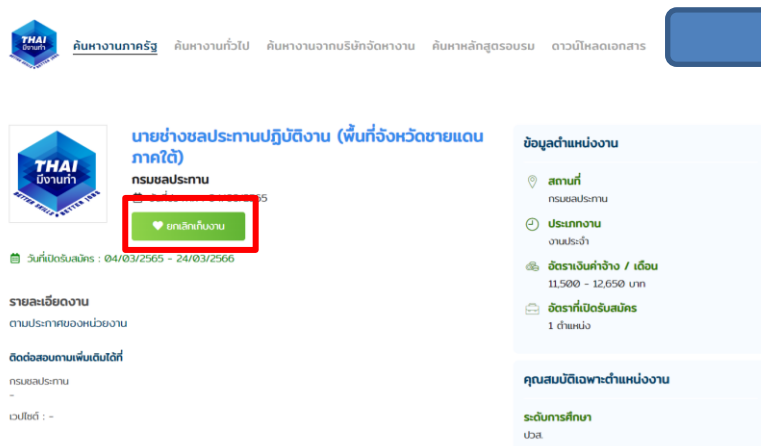 THAI
มีงานทำ
ค้นหางานภาครัฐ ค้นหางานทั่วไป ค้นหางานจากบริษัทจัดหางาน ค้นหาหลักสูตรอบรม ดาวน์โหลดเอกสาร
THAI
มีงานทำ
BETTER SKILLS • BETTER JOBS
นายช่างชลประทานปฏิบัติงาน (พื้นที่จังหวัดชายแดน
ภาคใต้)
กรมชลประทาน
ยกเลิกเก็บงาน
วันที่เปิดรับสมัคร : 04/03/2565 - 24/03/2566
รายละเอียดงาน
ตามประกาศของหน่วยงาน
ติดต่อสอบถามเพิ่มเติมได้ที่
กรมชลประทาน
-
เวปไซต์ : -
ข้อมูลตำแหน่งงาน
สถานที่
กรมชลประทาน
ประเภทงาน
งานประจำ
อัตราเงินค่าจ้าง / เดือน
11,500 - 12,650 บาท
อัตราที่เปิดรับสมัคร
1 ตำแหน่ง
คุณสมบัติเฉพาะตำแหน่งงาน
ระดับการศึกษา
ปวส.